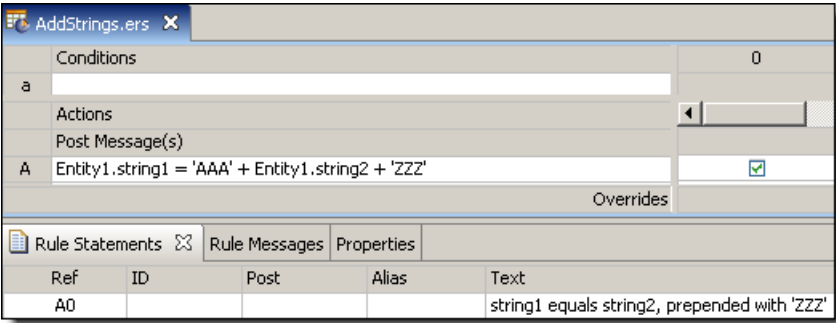 AddStrings.ers
Conditions 0
a
Actions
Post Message(s)
A Entity1.string1 = 'AAA' + Entity1.string2 + 'ZZZ'
Overrides
Rule Statements Rule Messages Properties
Ref ID Post Alias Text
A0 string1 equals string2, prepended with 'ZZZ'